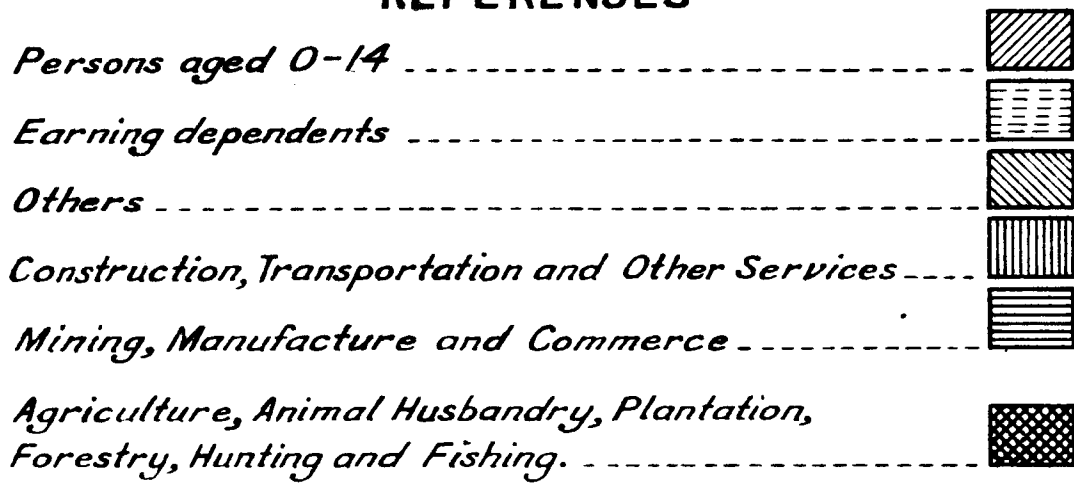 REFERENCES
Persons aged 0-14
Earning dependents
Others
Construction, Transportation and Other Services
Mining, Manufacture and Commerce
Agriculture, Animal Husbandry, Plantation,
Forestry, Hunting and Fishing.